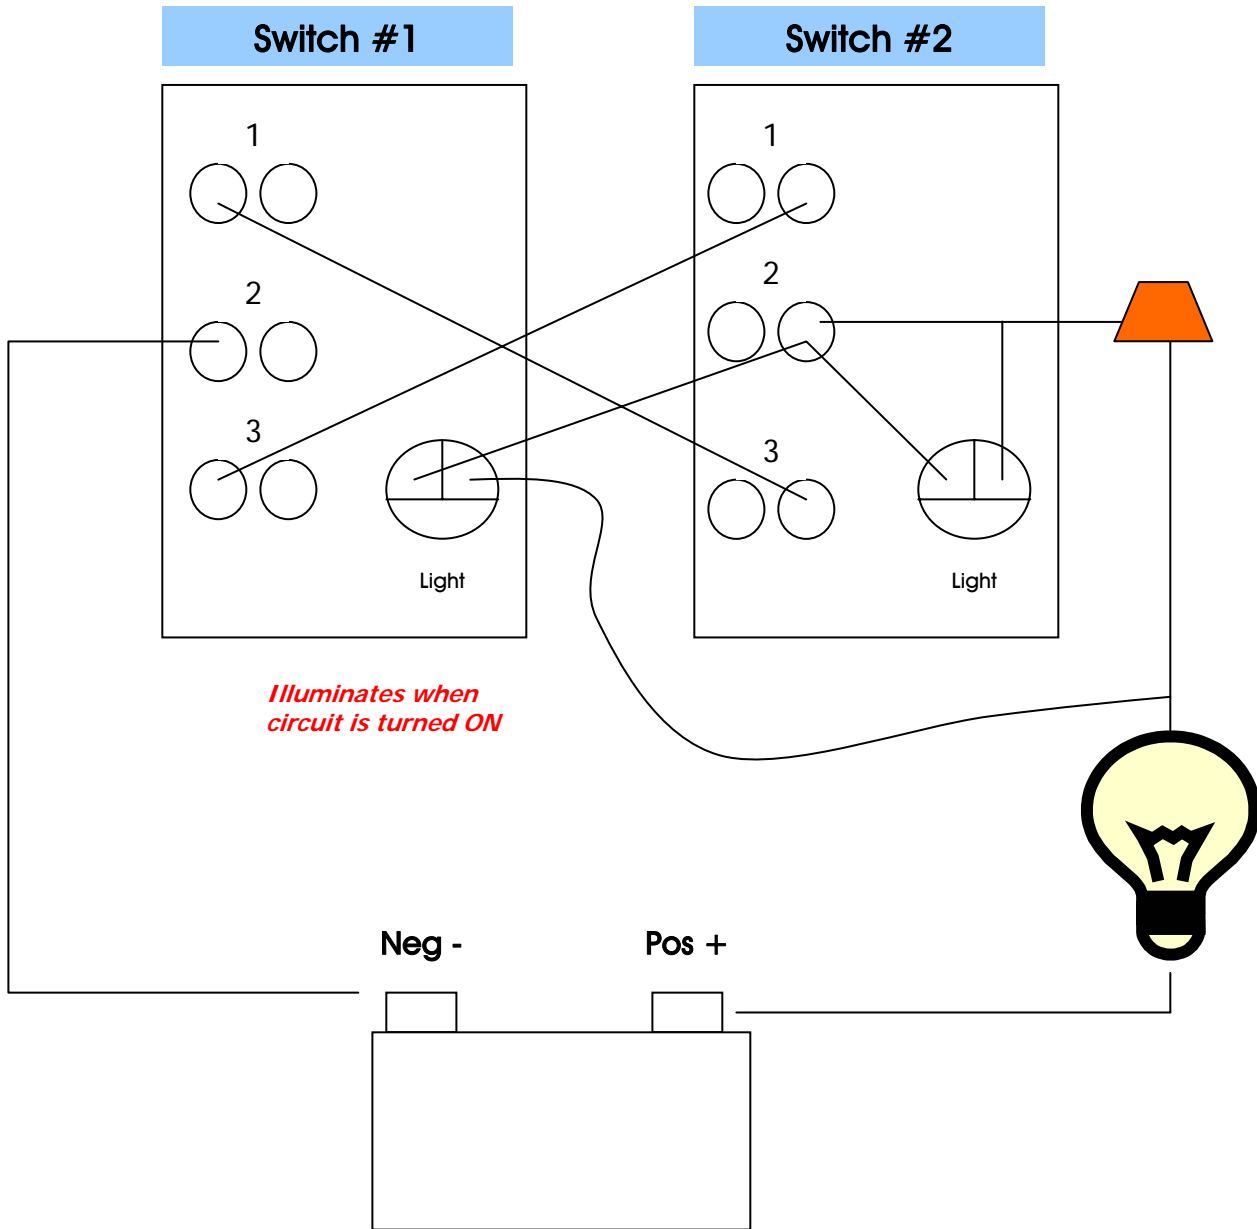 Switch #1
Switch #2
1
2
3
Light
1
2
3
Light
Illuminates when
circuit is turned ON
Neg -
Pos +